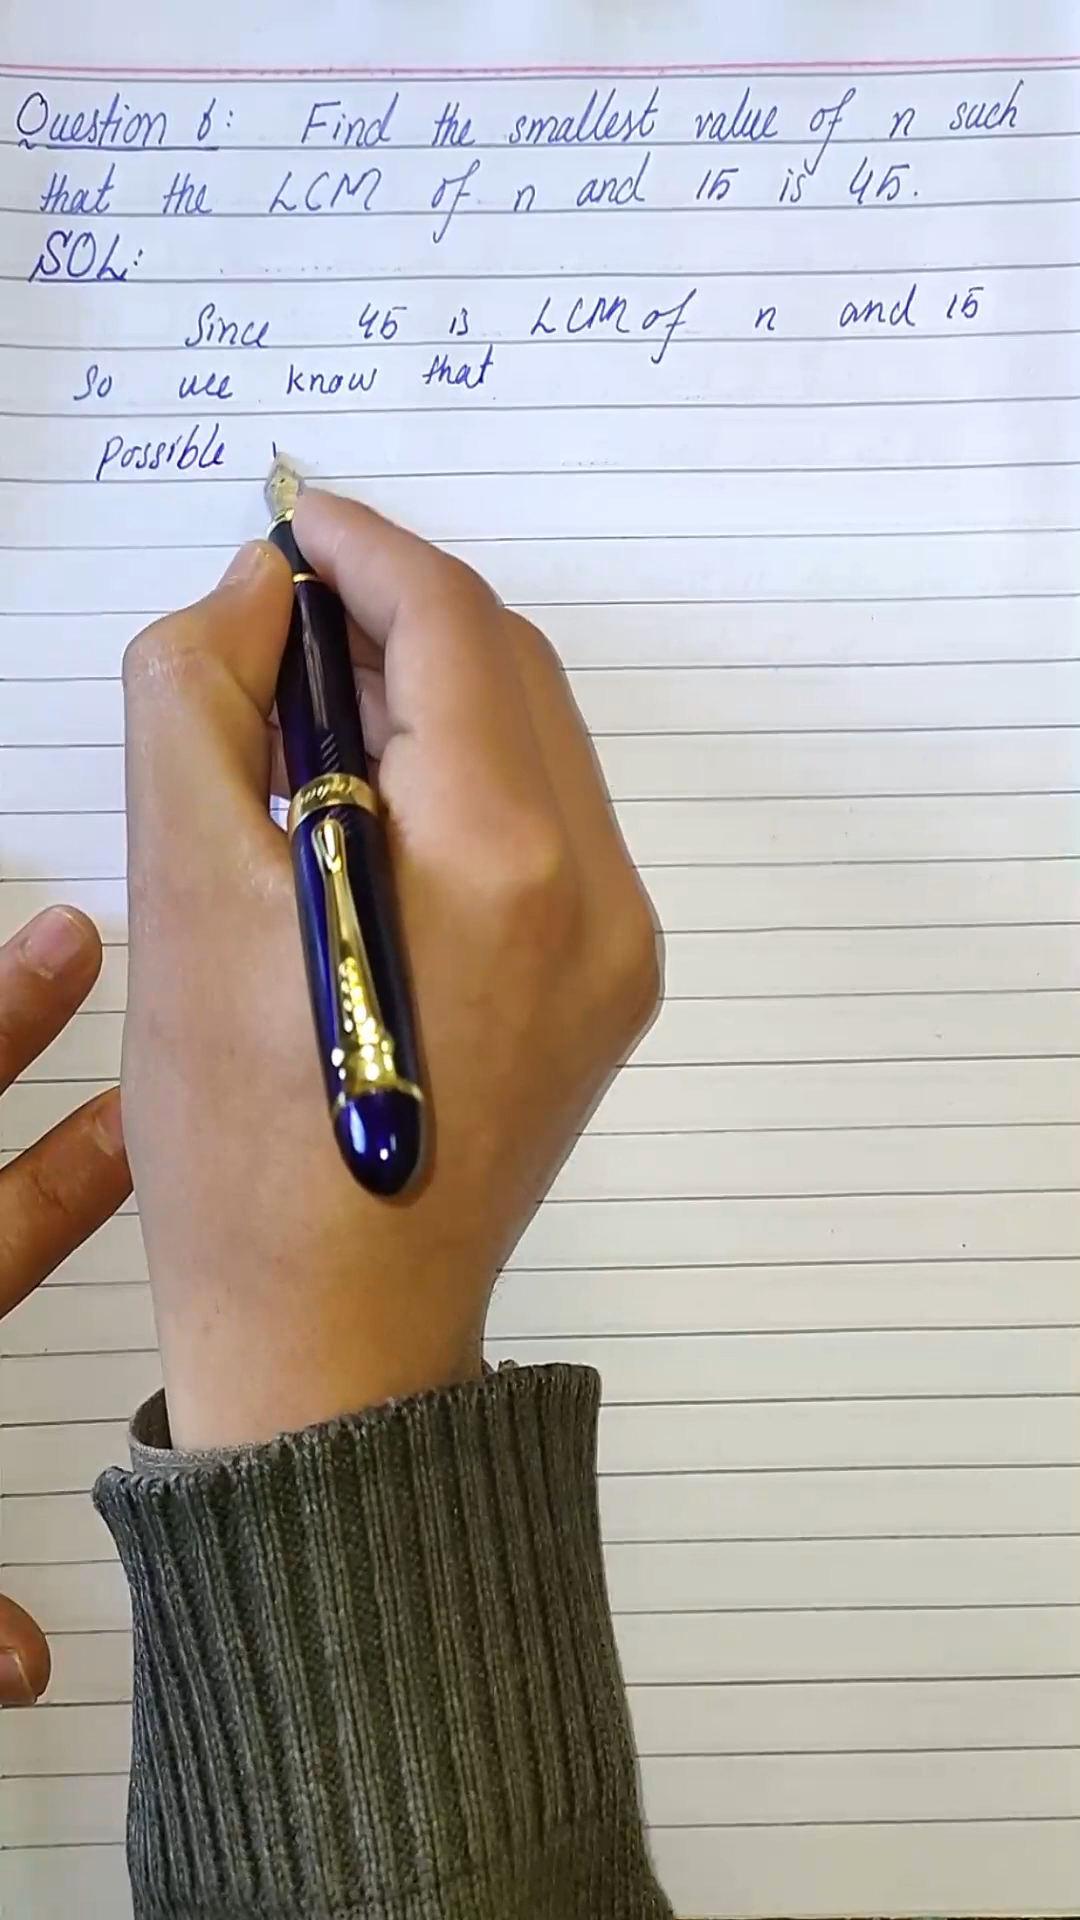 Question 6: Find the smallest value of n such
that the LCM of n and 15 is 45.
SOL:
Since 45 is LCM of n and 15
So we know that
Possible